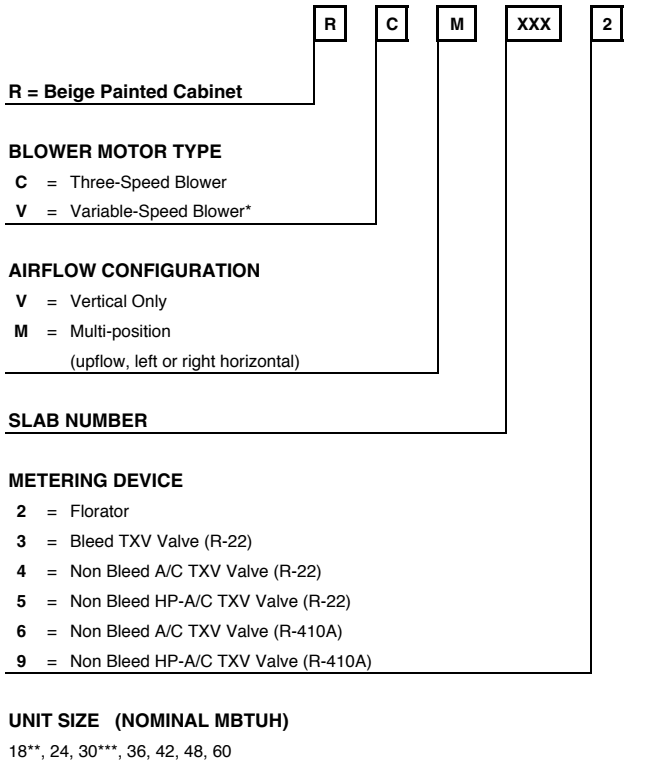 R C M XXX 2
R = Beige Painted Cabinet
BLOWER MOTOR TYPE
C = Three-Speed Blower
V = Variable-Speed Blower*
AIRFLOW CONFIGURATION
V = Vertical Only
M = Multi-position
(upflow, left or right horizontal)
SLAB NUMBER
METERING DEVICE
2 = Florator
3 = Bleed TXV Valve (R-22)
4 = Non Bleed A/C TXV Valve (R-22)
5 = Non Bleed HP-A/C TXV Valve (R-22)
6 = Non Bleed A/C TXV Valve (R-410A)
9 = Non Bleed HP-A/C TXV Valve (R-410A)
UNIT SIZE (NOMINAL MBTUH)
18**, 24, 30***, 36, 42, 48, 60